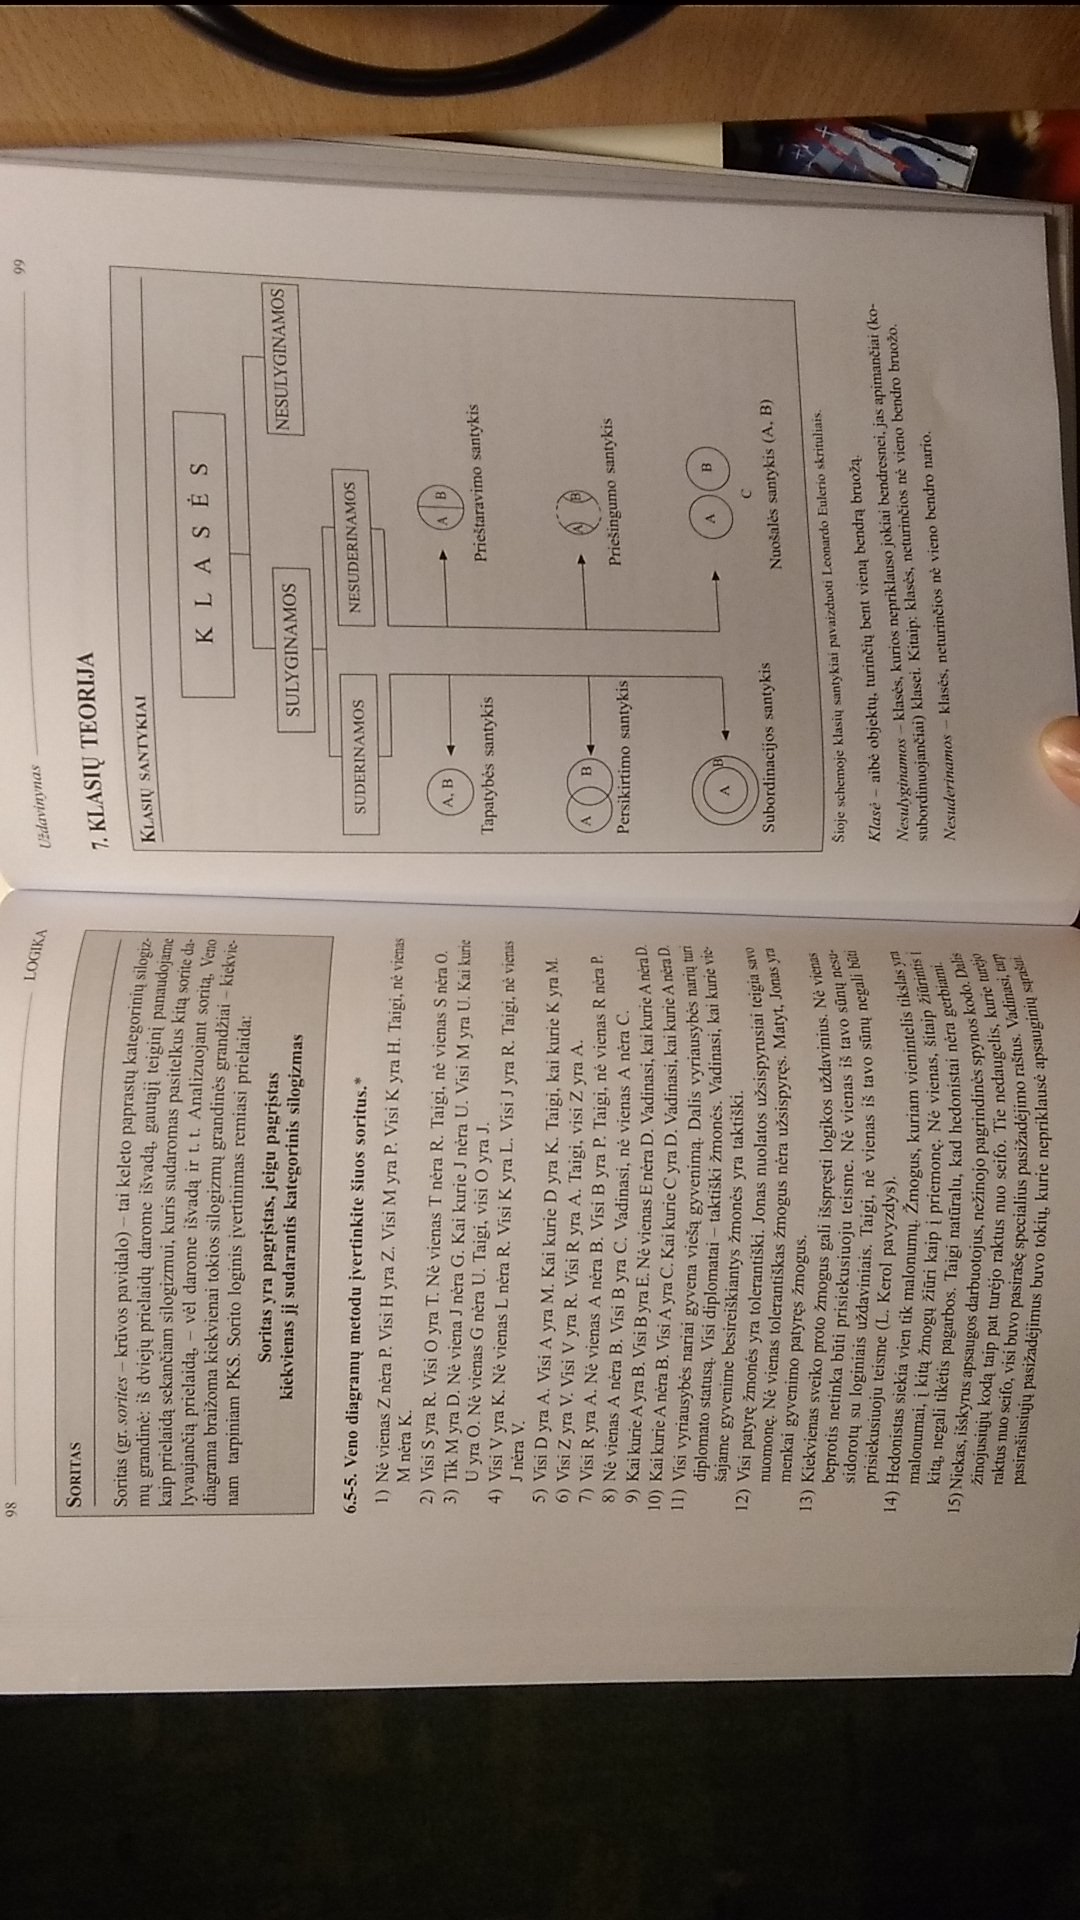 98
LOGIKA
SORITAS
Soritas (gr. sorites – krūvos pavidalo) – tai keleto paprastų kategorinių silogiz-
mų grandinė: iš dviejų prielaidų darome išvadą, gautąjį teiginį panaudojame
kaip prielaidą sekančiam silogizmui, kuris sudaromas pasitelkus kitą sorite da-
lyvaujančią prielaidą, – vėl darome išvadą ir t. t. Analizuojant soritą, Veno
diagrama braižoma kiekvienai tokios silogizmų grandinės grandžiai – kiekvie-
nam tarpiniam PKS. Sorito loginis įvertinimas remiasi prielaida:
Soritas yra pagrįstas, jeigu pagrįstas
kiekvienas jį sudarantis kategorinis silogizmas
6.5-5. Veno diagramų metodu įvertinkite šiuos soritus.*
1) Nė vienas Z nėra P. Visi H yra Z. Visi M yra P. Visi K yra H. Taigi, nė vienas
M nėra K.
2) Visi S yra R. Visi O yra T. Nė vienas T nėra R. Taigi, nė vienas S nėra O.
3) Tik M yra D. Nė viena J nėra G. Kai kurie J nėra U. Visi M yra U. Kai kurie
U yra O. Nė vienas G nėra U. Taigi, visi O yra J.
4) Visi V yra K. Nė vienas L nėra R. Visi K yra L. Visi J yra R. Taigi, nė vienas
J nėra V.
5) Visi D yra A. Visi A yra M. Kai kurie D yra K. Taigi, kai kurie K yra M.
6) Visi Z yra V. Visi V yra R. Visi R yra A. Taigi, visi Z yra A.
7) Visi R yra A. Nė vienas A nėra B. Visi B yra P. Taigi, nė vienas R nėra P.
8) Nė vienas A nėra B. Visi B yra C. Vadinasi, nė vienas A nėra C.
9) Kai kurie A yra B. Visi B yra E. Nė vienas E nėra D. Vadinasi, kai kurie A nėra D.
10) Kai kurie A nėra B. Visi A yra C. Kai kurie C yra D. Vadinasi, kai kurie A nėra D.
11) Visi vyriausybės nariai gyvena viešą gyvenimą. Dalis vyriausybės narių turi
diplomato statusą. Visi diplomatai – taktiški žmonės. Vadinasi, kai kurie vie-
šajame gyvenime besireiškiantys žmonės yra taktiški.
12) Visi patyrę žmonės yra tolerantiški. Jonas nuolatos užsispyrusiai teigia savo
nuomonę. Nė vienas tolerantiškas žmogus nėra užsispyręs. Matyt, Jonas yra
menkai gyvenimo patyręs žmogus.
13) Kiekvienas sveiko proto žmogus gali išspręsti logikos uždavinius. Nė vienas
beprotis netinka būti prisiekusiuoju teisme. Nė vienas iš tavo sūnų nesu-
sidorotų su loginiais uždaviniais. Taigi, nė vienas iš tavo sūnų negali būti
prisiekusiuoju teisme (L. Kerol pavyzdys).
14) Hedonistas siekia vien tik malonumų. Žmogus, kuriam vienintelis tikslas yra
malonumai, į kitą žmogų žiūri kaip į priemonę. Nė vienas, šitaip žiūrintis į
kitą, negali tikėtis pagarbos. Taigi natūralu, kad hedonistai nėra gerbiami.
15) Niekas, išskyrus apsaugos darbuotojus, nežinojo pagrindinės spynos kodo. Dalis
žinojusiųjų kodą taip pat turėjo raktus nuo seifo. Tie nedaugelis, kurie turėjo
raktus nuo seifo, visi buvo pasirašę specialius pasižadėjimo raštus. Vadinasi, tarp
pasirašiusiųjų pasižadėjimus buvo tokių, kurie nepriklausė apsauginių sąrašui.
Uždavinynas
99
7. KLASIŲ TEORIJA
KLASIŲ SANTYKIAI
K L A S Ė S
SULYGINAMOS
NESULYGINAMOS
SUDERINAMOS
NESUDERINAMOS
A, B
A B
Tapatybės santykis
Prieštaravimo santykis
A B
A B
Persikirtimo santykis
Priešingumo santykis
A B
A B
C
Subordinacijos santykis
Nuošalės santykis (A, B)
Šioje schemoje klasių santykiai pavaizduoti Leonardo Eulerio skrituliais.
Klasė – aibė objektų, turinčių bent vieną bendrą bruožą.
Nesulyginamos – klasės, kurios nepriklauso jokiai bendresnei, jas apimančiai (ko-
subordinuojančiai) klasei. Kitaip: klasės, neturinčios nė vieno bendro bruožo.
Nesuderinamos – klasės, neturinčios nė vieno bendro nario.